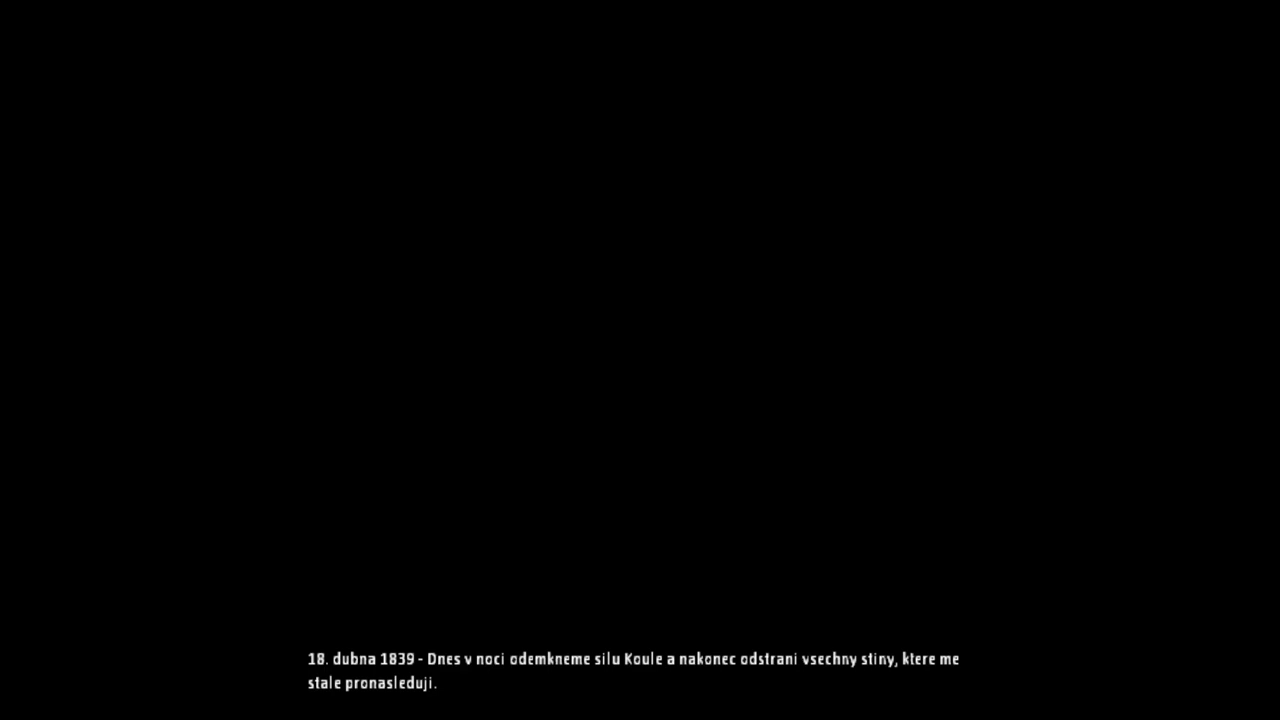 18. dubna 1839 - Dnes v noci odemkneme silu Koule a nakonec odstrani vsechny stiny, ktere me
stale pronasleduji.